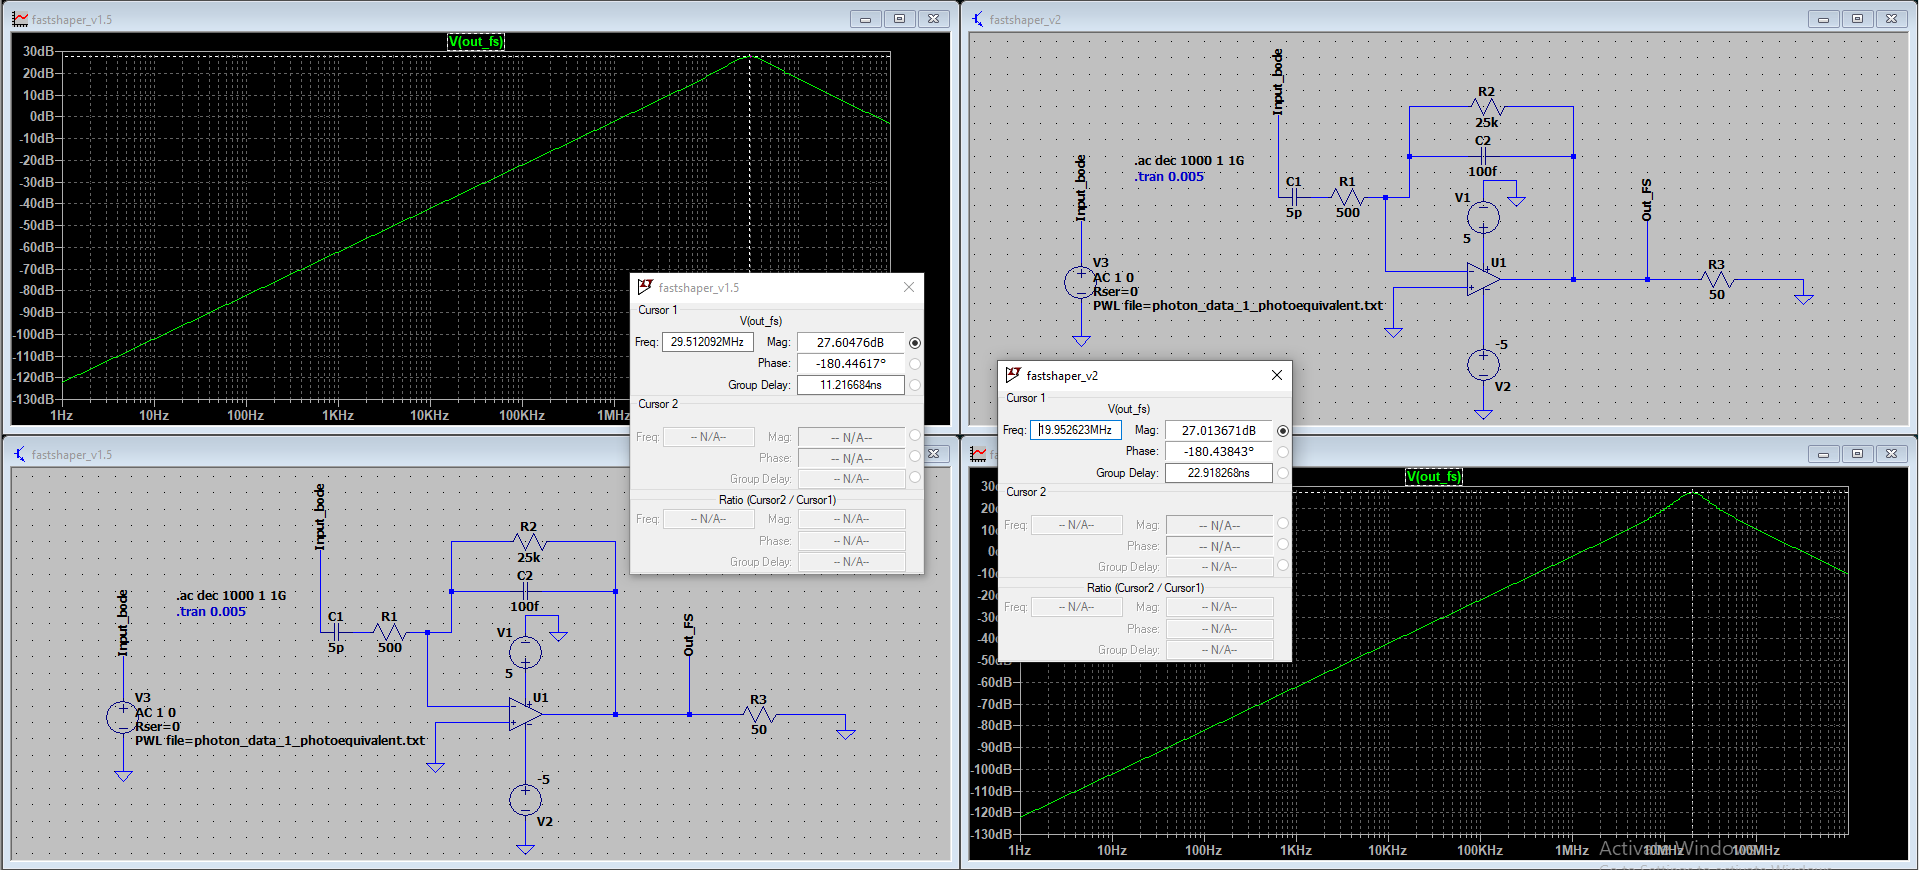 fastshaper_v1.5
V(out_fs)
30dB
20dB
10dB
0dB
-10dB
-20dB
-30dB
-40dB
-50dB
-60dB
-70dB
-80dB
-90dB
-100dB
-110dB
-120dB
-130dB
1Hz
10Hz
100Hz
1KHz
10KHz
100KHz
1MHz
fastshaper_v1.5
Cursor 1
V(out_fs)
Freq: 29.512092MHz Mag: 27.60476dB
Phase: -180.44617°
Group Delay: 11.216684ns
Cursor 2
Freq: -- N/A-- Mag: -- N/A--
Phase: -- N/A--
Group Delay: -- N/A--
Ratio (Cursor2 / Cursor1)
Freq: -- N/A-- Mag: -- N/A--
Phase: -- N/A--
Group Delay: -- N/A--
fastshaper_v2
Input_bode
R2
25k
C2
100f
.ac dec 1000 1 1G
.tran 0.005
Input_bode
C1
5p
R1
500
V1
5
Out_FS
U1
R3
50
V3
AC 1 0
Rser=0
PWL file=photon_data_1_photoequivalent.txt
-5
V2
fastshaper_v1.5
Input_bode
R2
25k
C2
100f
.ac dec 1000 1 1G
.tran 0.005
Input_bode
C1
5p
R1
500
V1
5
Out_FS
U1
R3
50
V3
AC 1 0
Rser=0
PWL file=photon_data_1_photoequivalent.txt
-5
V2
fastshaper_v2
Cursor 1
V(out_fs)
Freq: 19.952623MHz Mag: 27.013671dB
Phase: -180.43843°
Group Delay: 22.918268ns
Cursor 2
Freq: -- N/A-- Mag: -- N/A--
Phase: -- N/A--
Group Delay: -- N/A--
Ratio (Cursor2 / Cursor1)
Freq: -- N/A-- Mag: -- N/A--
Phase: -- N/A--
Group Delay: -- N/A--
V(out_fs)
-60dB
-70dB
-80dB
-90dB
-100dB
-110dB
-120dB
-130dB
1Hz
10Hz
100Hz
1KHz
10KHz
100KHz
1MHz
10MHz
100MHz
Activate Windows